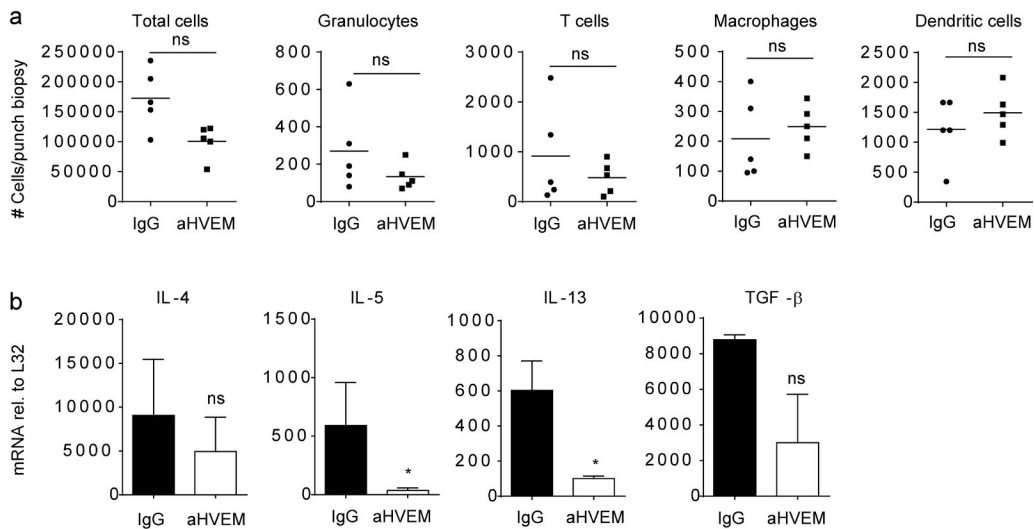 a
Total cells
Granulocytes
T cells
Macrophages
Dendritic cells
# Cells/punch biopsy
250000
200000
150000
100000
50000
0
ns
IgG aHVEM
800
600
400
200
0
ns
IgG aHVEM
3000
2000
1000
0
ns
IgG aHVEM
500
400
300
200
100
0
ns
IgG aHVEM
2500
2000
1500
1000
500
0
ns
IgG aHVEM
b
IL-4
IL-5
IL-13
TGF-β
mRNA rel. to L32
20000
15000
10000
5000
0
ns
IgG aHVEM
1500
1000
500
0
*
IgG aHVEM
1000
800
600
400
200
0
*
IgG aHVEM
10000
8000
6000
4000
2000
ns
IgG aHVEM